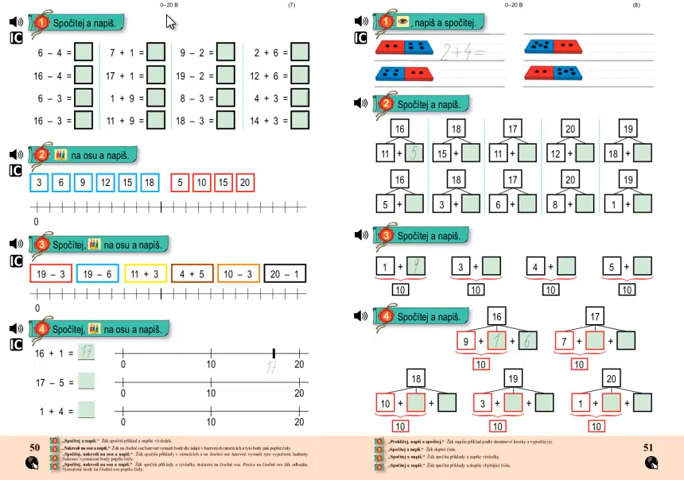 0–20 B (7)
1 Spočítej a napiš.
6 – 4 = 7 + 1 = 9 – 2 = 2 + 6 =
16 – 4 = 17 + 1 = 19 – 2 = 12 + 6 =
6 – 3 = 1 + 9 = 8 – 3 = 4 + 3 =
16 – 3 = 11 + 9 = 18 – 3 = 14 + 3 =
2 na osu a napiš.
3 6 9 12 15 18 5 10 15 20
0
3 Spočítej, na osu a napiš.
19 – 3 19 – 6 11 + 3 4 + 5 10 – 3 20 – 1
0
4 Spočítej, na osu a napiš.
16 + 1 = 17 0 10 20
17
17 – 5 = 0 10 20
1 + 4 = 0 10 20
50
0–20 B (8)
1 , napiš a spočítej.
2+4=
2 Spočítej a napiš.
16 18 17 20 19
11 + 5 15 + 11 + 12 + 18 +
16 18 17 20 19
5 + 3 + 6 + 8 + 1 +
3 Spočítej a napiš.
1 + 9 3 + 4 + 5 +
10 10 10 10
4 Spočítej a napiš.
16 17
9 + 1 + 6 7 + +
10 10
18 19 20
10 + + 3 + + 1 + +
10 10 10
51